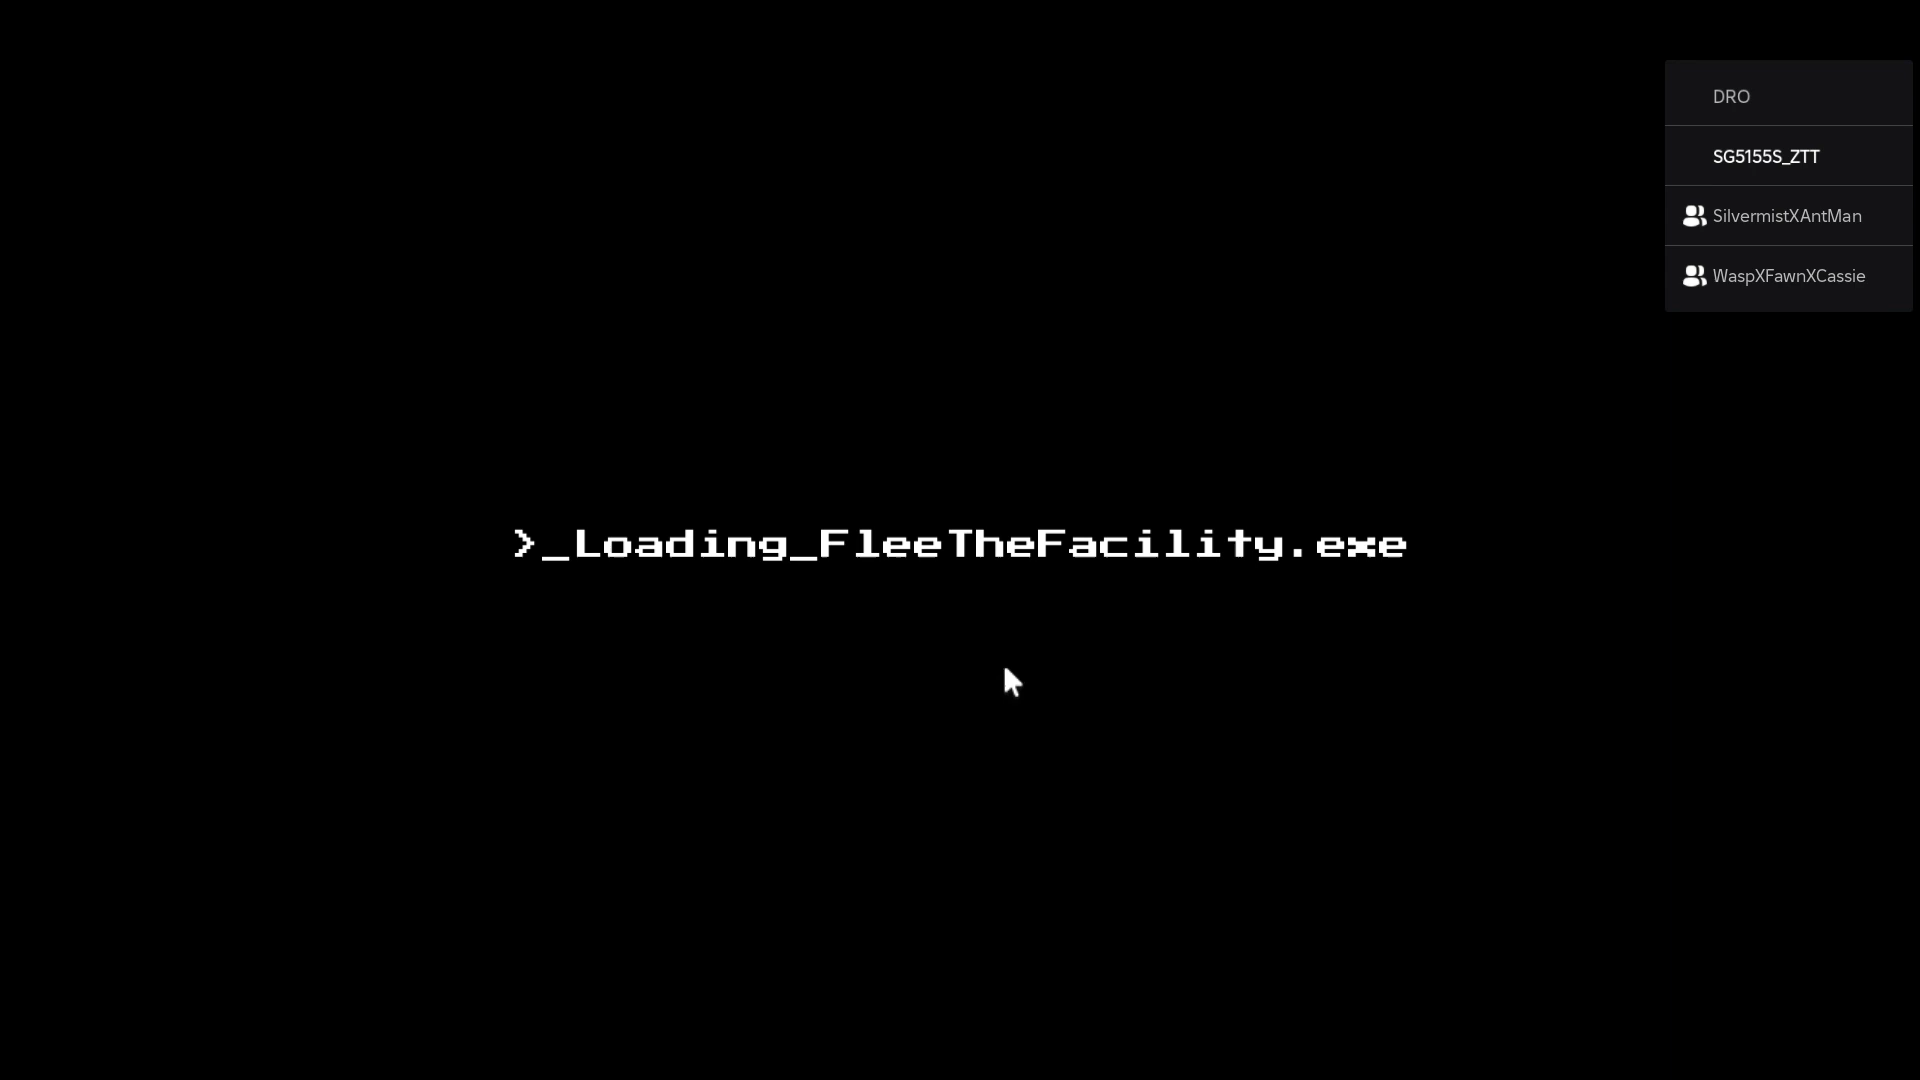 DRO
SG5155S_ZTT
SilvermistXAntMan
WaspXFawnXCassie
>_Loading_FleeTheFacility.exe